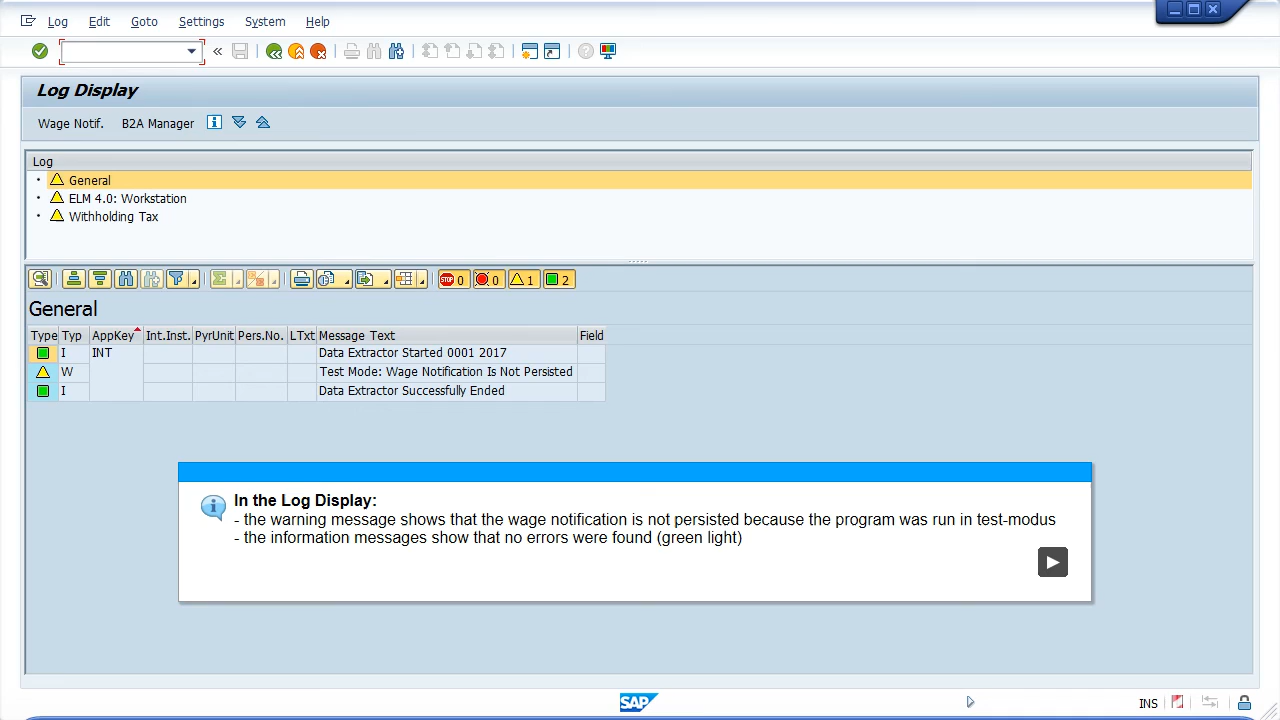 Log Edit Goto Settings System Help
Log Display
Wage Notif. B2A Manager
Log
General
ELM 4.0: Workstation
Withholding Tax
STOP 0 0 1 2
General
Type Typ AppKey Int.Inst. PyrUnit Pers.No. LTxt Message Text Field
I INT Data Extractor Started 0001 2017
W Test Mode: Wage Notification Is Not Persisted
I Data Extractor Successfully Ended
In the Log Display:
- the warning message shows that the wage notification is not persisted because the program was run in test-modus
- the information messages show that no errors were found (green light)
SAP INS